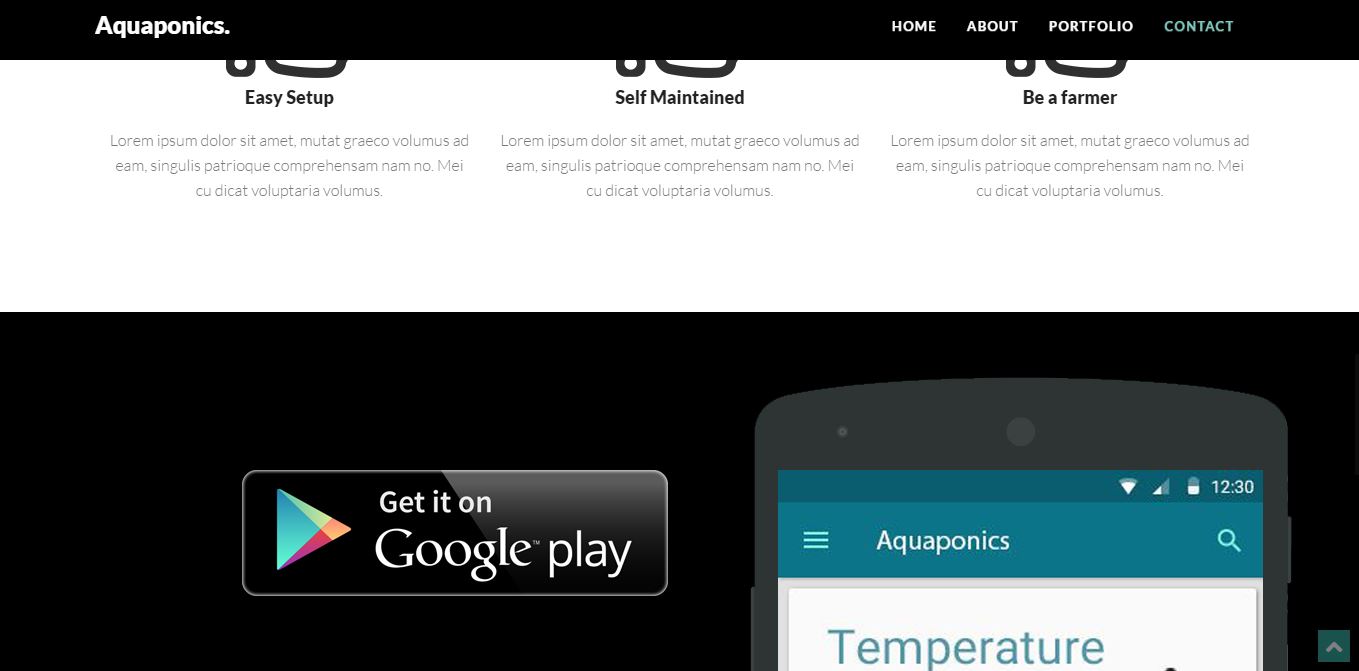 Aquaponics.
HOME ABOUT PORTFOLIO CONTACT
Easy Setup
Lorem ipsum dolor sit amet, mutat graeco volumus ad
eam, singulis patrioque comprehensam nam no. Mei
cu dicat voluptaria volumus.
Self Maintained
Lorem ipsum dolor sit amet, mutat graeco volumus ad
eam, singulis patrioque comprehensam nam no. Mei
cu dicat voluptaria volumus.
Be a farmer
Lorem ipsum dolor sit amet, mutat graeco volumus ad
eam, singulis patrioque comprehensam nam no. Mei
cu dicat voluptaria volumus.
Get it on
Google™ play
12:30
Aquaponics
Temperature